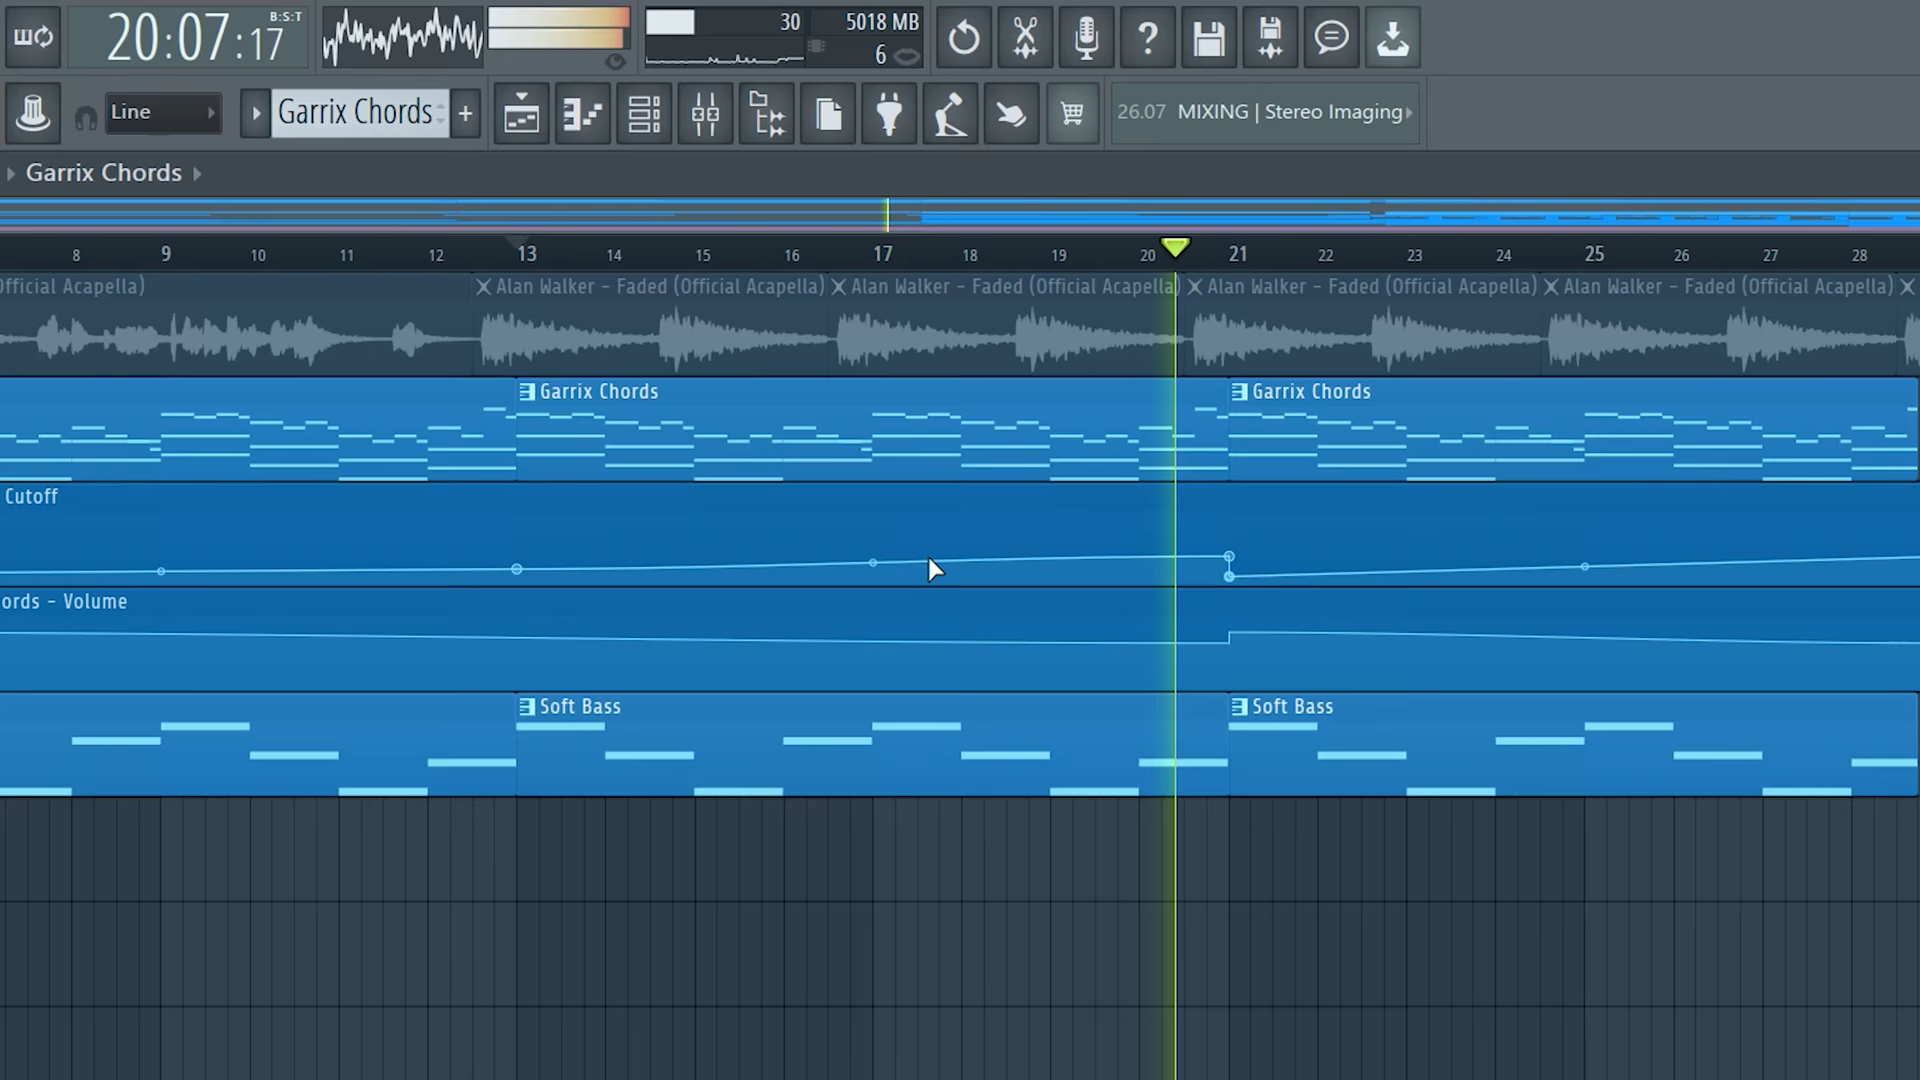 20:07:17 B:S:T
30 5018 MB
6
Line Garrix Chords + 26.07 MIXING | Stereo Imaging
Garrix Chords
8 9 10 11 12 13 14 15 16 17 18 19 20 21 22 23 24 25 26 27 28
fficial Acapella) Alan Walker - Faded (Official Acapella) Alan Walker - Faded (Official Acapella) Alan Walker - Faded (Official Acapella) Alan Walker - Faded (Official Acapella)
Garrix Chords Garrix Chords
Cutoff
ords - Volume
Soft Bass Soft Bass